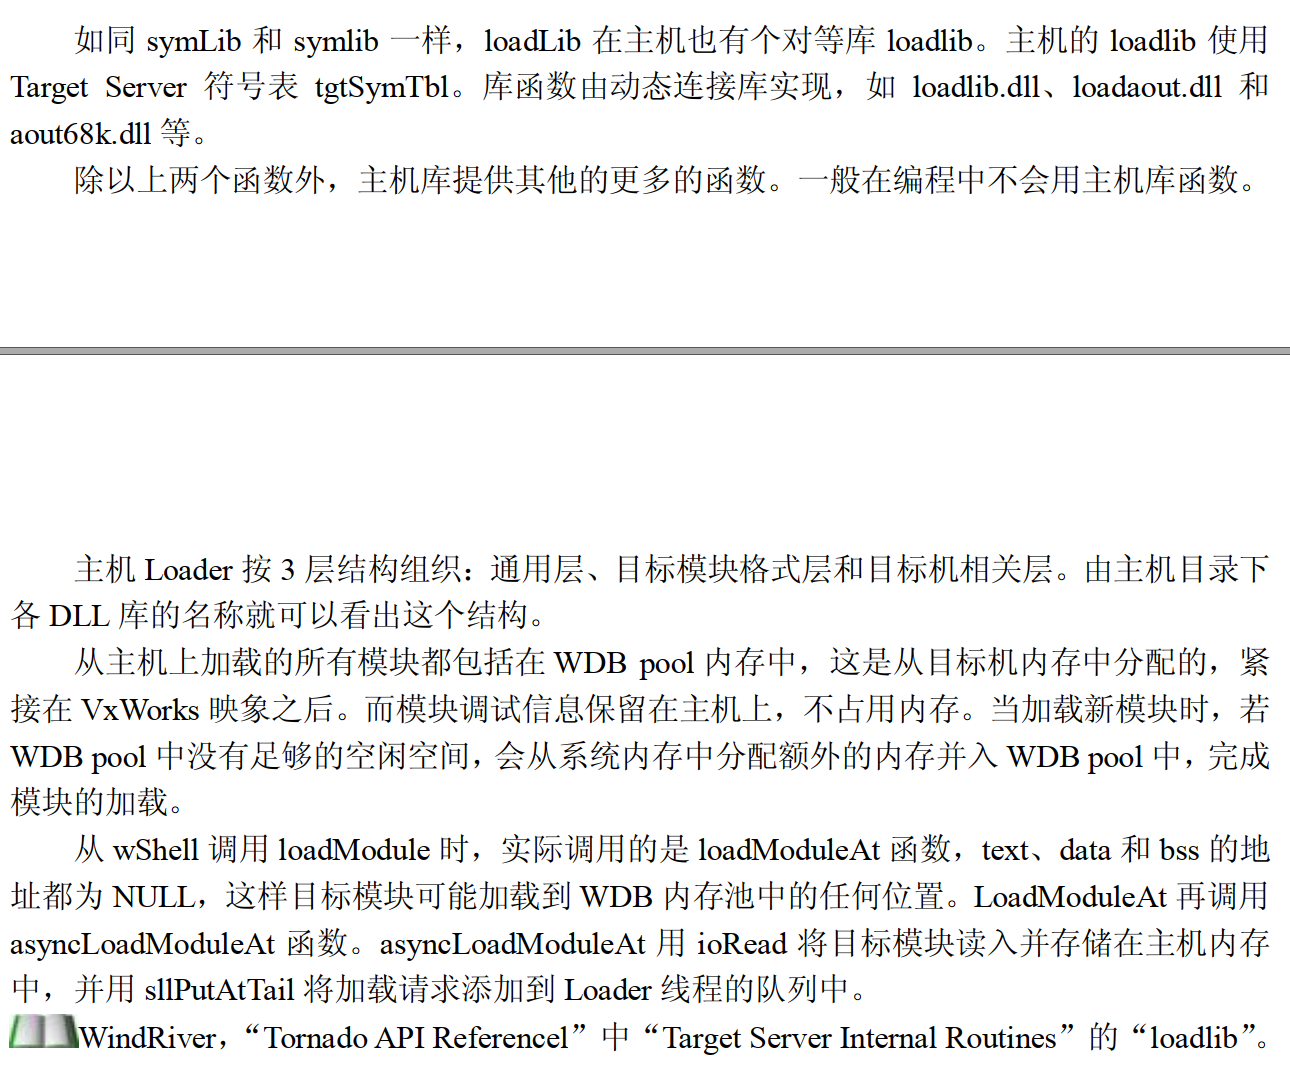 如同 symLib 和 symlib 一样，loadLib 在主机也有个对等库 loadlib。主机的 loadlib 使用
Target Server 符号表 tgtSymTbl。库函数由动态连接库实现，如 loadlib.dll、loadaout.dll 和
aout68k.dll 等。
除以上两个函数外，主机库提供其他的更多的函数。一般在编程中不会用主机库函数。
主机 Loader 按 3 层结构组织：通用层、目标模块格式层和目标机相关层。由主机目录下
各 DLL 库的名称就可以看出这个结构。
从主机上加载的所有模块都包括在 WDB pool 内存中，这是从目标机内存中分配的，紧
接在 VxWorks 映象之后。而模块调试信息保留在主机上，不占用内存。当加载新模块时，若
WDB pool 中没有足够的空闲空间，会从系统内存中分配额外的内存并入 WDB pool 中，完成
模块的加载。
从 wShell 调用 loadModule 时，实际调用的是 loadModuleAt 函数，text、data 和 bss 的地
址都为 NULL，这样目标模块可能加载到 WDB 内存池中的任何位置。LoadModuleAt 再调用
asyncLoadModuleAt 函数。asyncLoadModuleAt 用 ioRead 将目标模块读入并存储在主机内存
中，并用 sllPutAtTail 将加载请求添加到 Loader 线程的队列中。
WindRiver，“Tornado API Referencel”中“Target Server Internal Routines”的“loadlib”。